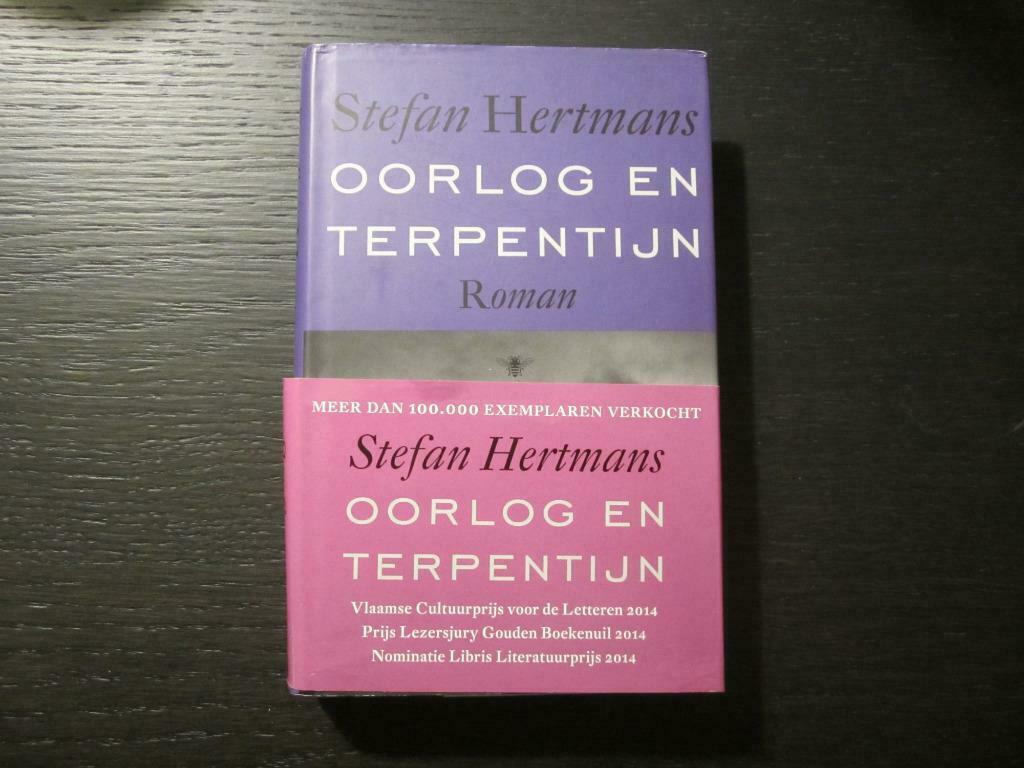 Stefan Hertmans
OORLOG EN
TERPENTIJN
Roman
MEER DAN 100.000 EXEMPLAREN VERKOCHT
Stefan Hertmans
OORLOG EN
TERPENTIJN
Vlaamse Cultuurprijs voor de Letteren 2014
Prijs Lezersjury Gouden Boekenuil 2014
Nominatie Libris Literatuurprijs 2014